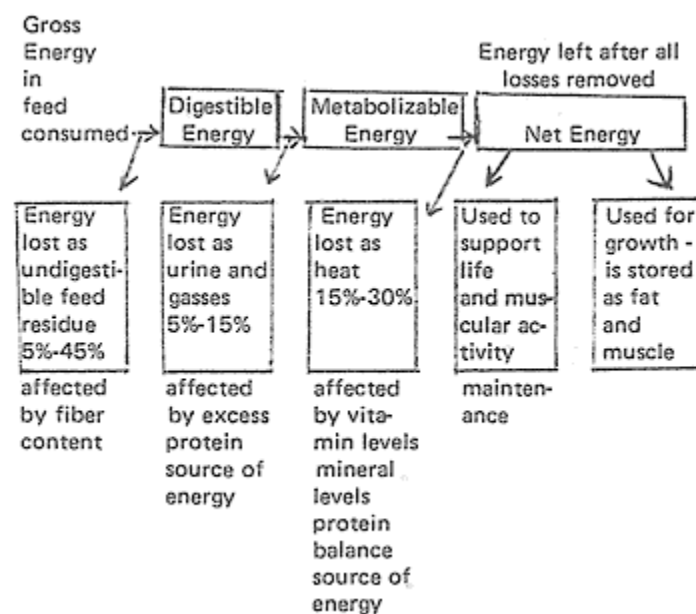 Gross
Energy
in
feed
consumed
Digestible
Energy
Metabolizable
Energy
Energy left after all
losses removed
Net Energy
Energy
lost as
undigesti-
ble feed
residue
5%-45%
affected
by fiber
content
Energy
lost as
urine and
gasses
5%-15%
affected
by excess
protein
source of
energy
Energy
lost as
heat
15%-30%
affected
by vita-
min levels
mineral
levels
protein
balance
source of
energy
Used to
support
life
and mus-
cular ac-
tivity
mainten-
ance
Used for
growth -
is stored
as fat
and
muscle